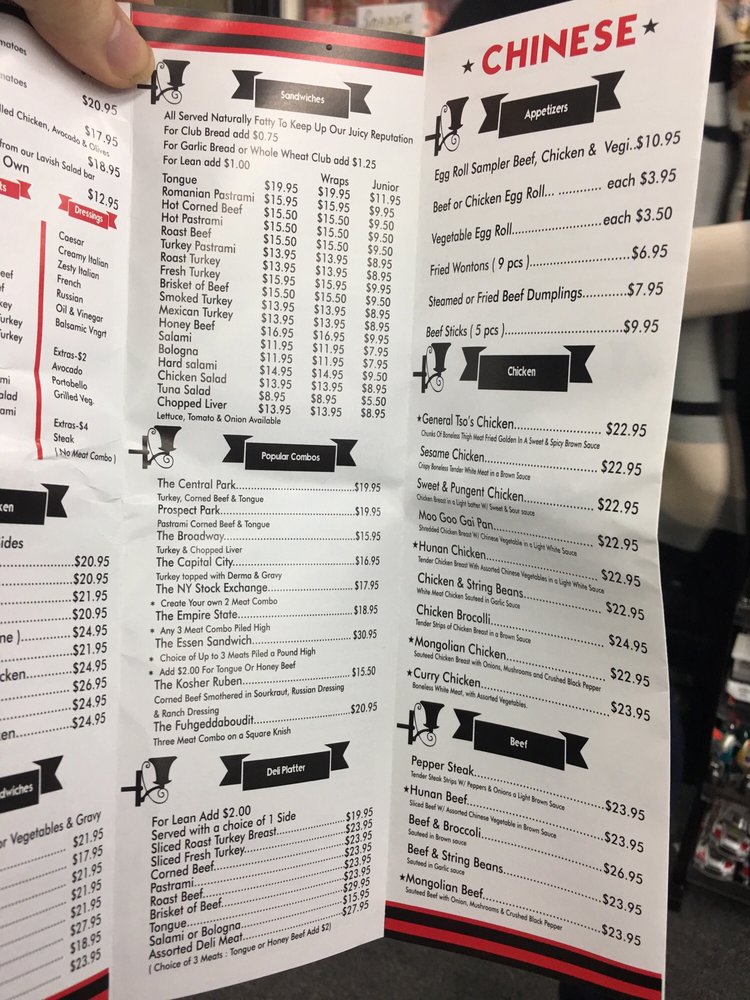 matoes
matoes
$20.95
lled Chicken, Avocado & Olives
$17.95
$18.95
from our Lavish Salad bar
Own
$12.95
ts
Dressings
Caesar
Creamy Italian
Zesty Italian
French
Russian
Oil & Vinegar
Balsamic Vngrt
Extras-$2
Avocado
Portobello
Grilled Veg.
Extras-$4
Steak
( No Meat Combo )
eef
ef
key
Turkey
Turkey
mi
alad
ami
ken
ides
$20.95
$20.95
$21.95
$20.95
ne ) $24.95
$21.95
cken $24.95
$26.95
$24.95
en $24.95
dwiches
or Vegetables & Gravy
$21.95
$17.95
$21.95
$21.95
$21.95
$27.95
$18.95
$23.95
Sandwiches
All Served Naturally Fatty To Keep Up Our Juicy Reputation
For Club Bread add $0.75
For Garlic Bread or Whole Wheat Club add $1.25
For Lean add $1.00
Wraps Junior
Tongue $19.95 $19.95 $11.95
Romanian Pastrami $15.95 $15.95 $9.95
Hot Corned Beef $15.50 $15.50 $9.50
Hot Pastrami $15.50 $15.50 $9.50
Roast Beef $15.50 $15.50 $9.50
Turkey Pastrami $13.95 $13.95 $8.95
Roast Turkey $13.95 $13.95 $8.95
Fresh Turkey $15.95 $15.95 $9.95
Brisket of Beef $15.50 $15.50 $9.50
Smoked Turkey $13.95 $13.95 $8.95
Mexican Turkey $13.95 $13.95 $8.95
Honey Beef $16.95 $16.95 $9.95
Salami $11.95 $11.95 $7.95
Bologna $11.95 $11.95 $7.95
Hard salami $14.95 $14.95 $9.50
Chicken Salad $13.95 $13.95 $8.95
Tuna Salad $8.95 $8.95 $5.50
Chopped Liver $13.95 $13.95 $8.95
Lettuce, Tomato & Onion Available
Popular Combos
The Central Park $19.95
Turkey, Corned Beef & Tongue
Prospect Park $19.95
Pastrami Corned Beef & Tongue
The Broadway $15.95
Turkey & Chopped Liver
The Capital City $16.95
Turkey topped with Derma & Gravy
The NY Stock Exchange $17.95
* Create Your own 2 Meat Combo
The Empire State $18.95
* Any 3 Meat Combo Piled High
The Essen Sandwich $30.95
* Choice of Up to 3 Meats Piled a Pound High
* Add $2.00 For Tongue Or Honey Beef
The Kosher Ruben $15.50
Corned Beef Smothered in Sourkraut, Russian Dressing
& Ranch Dressing
The Fuhgeddaboudit $20.95
Three Meat Combo on a Square Knish
Deli Platter
For Lean Add $2.00
Served with a choice of 1 Side
Sliced Roast Turkey Breast $19.95
Sliced Fresh Turkey $23.95
Corned Beef $23.95
Pastrami $23.95
Roast Beef $23.95
Brisket of Beef $23.95
Tongue $29.95
Salami or Bologna $15.95
Assorted Deli Meat $27.95
( Choice of 3 Meats : Tongue or Honey Beef Add $2)
★ CHINESE ★
Appetizers
Egg Roll Sampler Beef, Chicken & Vegi..$10.95
Beef or Chicken Egg Roll... each $3.95
Vegetable Egg Roll each $3.50
Fried Wontons ( 9 pcs ) $6.95
Steamed or Fried Beef Dumplings $7.95
Beef Sticks ( 5 pc ) $9.95
Chicken
★General Tso's Chicken $22.95
Chunks Of Boneless Thigh Meat Fried Golden In A Sweet & Spicy Brown Sauce
Sesame Chicken $22.95
Crispy Boneless Tender White Meat in a Brown Sauce
Sweet & Pungent Chicken $22.95
Chicken Breast in a Light batter W/ Sweet & Sour sauce
Moo Goo Gai Pan $22.95
Shredded Chicken Breast W/ Chinese Vegetable in a Light White Sauce
★Hunan Chicken $22.95
Tender Chicken Breast With Assorted Chinese Vegetables in a Light White Sauce
Chicken & String Beans $22.95
White Meat Chicken Sauteed in Garlic Sauce
Chicken Brocolli $24.95
Tender Strips of Chicken Breast in a Brown Sauce
★Mongolian Chicken $22.95
Sauteed Chicken Breast with Onions, Mushrooms and Crushed Black Pepper
★Curry Chicken $23.95
Boneless White Meat, with Assorted Vegetables.
Beef
Pepper Steak $23.95
Tender Steak Strips W/ Peppers & Onions a Light Brown Sauce
★Hunan Beef $23.95
Sliced Beef W/ Assorted Chinese Vegetable in Brown Sauce
Beef & Broccoli $26.95
Sauteed in Brown sauce
Beef & String Beans $23.95
Sauteed in Garlic sauce
★Mongolian Beef $23.95
Sauteed Beef with Onion, Mushrooms & Crushed Black Pepper